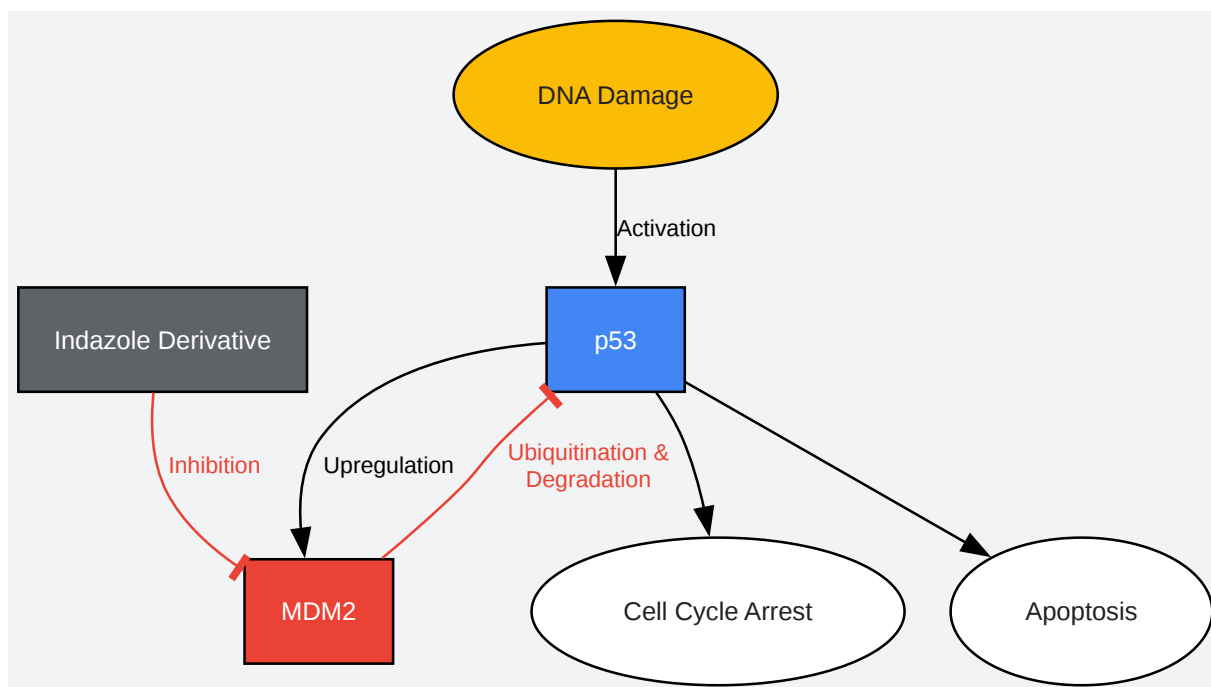 DNA Damage
Activation
Indazole Derivative
p53
Inhibition
Upregulation
Ubiquitination &
Degradation
MDM2
Cell Cycle Arrest
Apoptosis